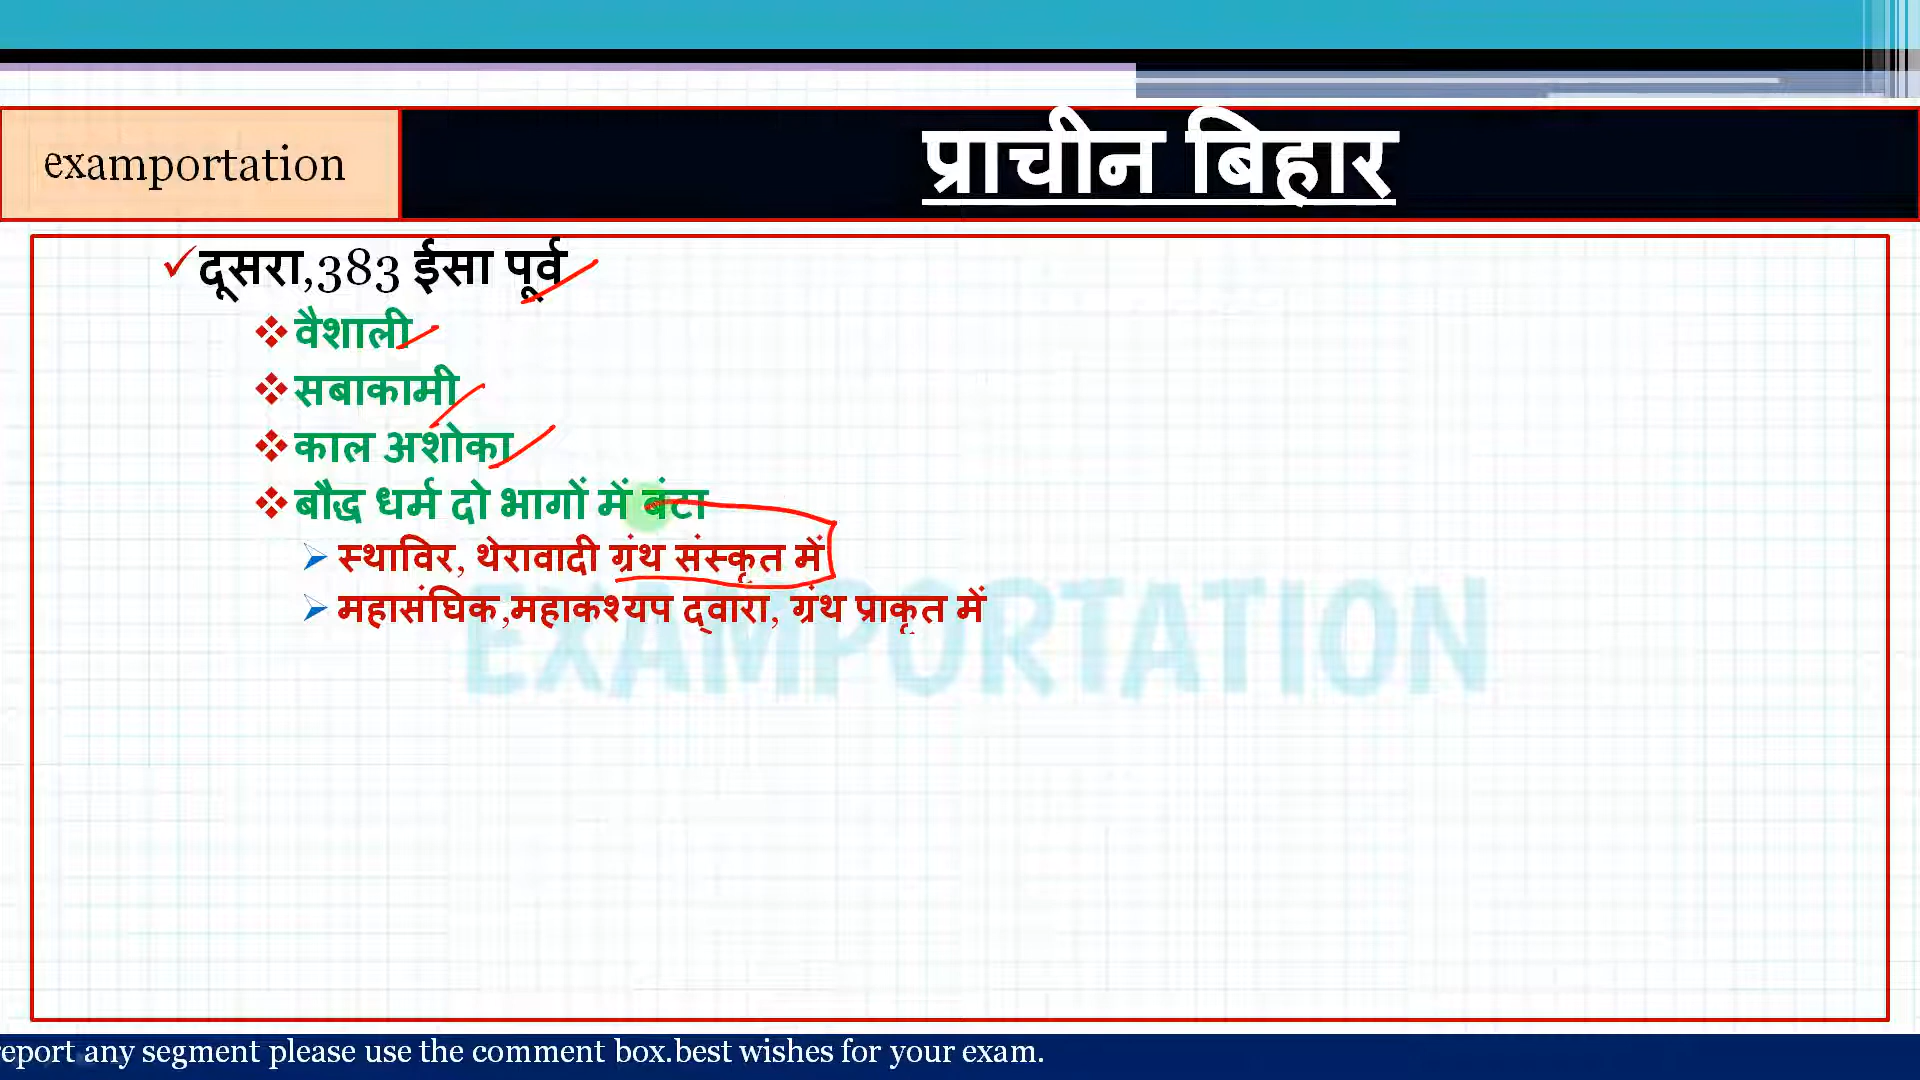 examportation
प्राचीन बिहार
दूसरा,383 ईसा पूर्व
वैशाली
सबाकामी
काल अशोका
बौद्ध धर्म दो भागों में बंटा
स्थाविर, थेरावादी ग्रंथ संस्कृत में
महासंघिक,महाकश्यप द्वारा, ग्रंथ प्राकृत में
EXAMPORTATION
report any segment please use the comment box.best wishes for your exam.